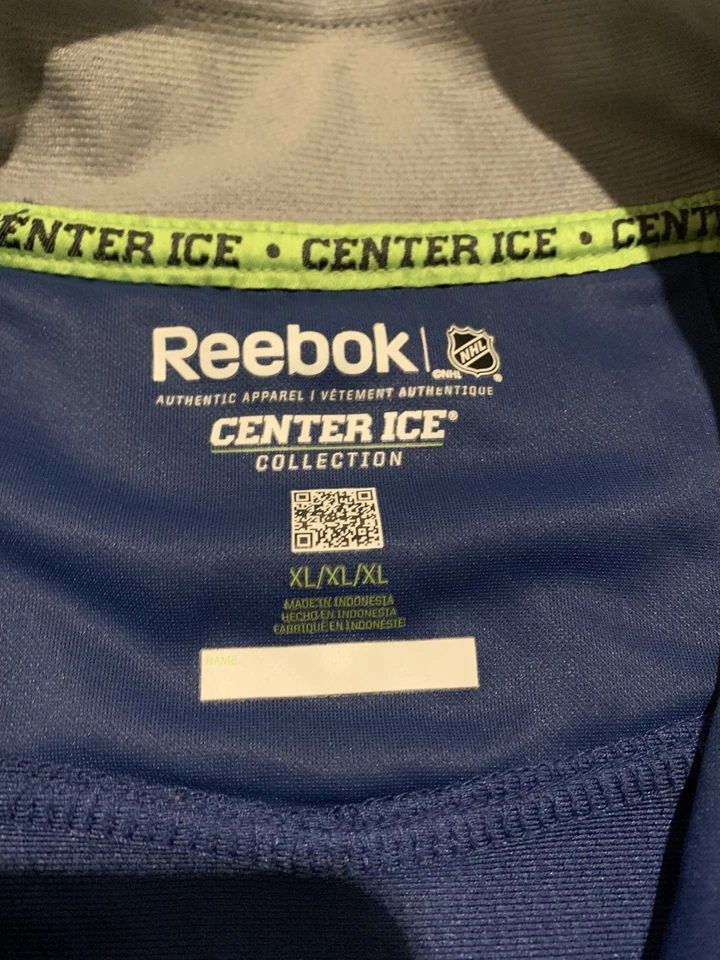 ENTER ICE • CENTER ICE • CENT
Reebok | NHL
©NHL ®
AUTHENTIC APPAREL | VÊTEMENT AUTHENTIQUE
CENTER ICE®
COLLECTION
XL/XL/XL
MADE IN INDONESIA
HECHO EN INDONESIA
FABRIQUÉ EN INDONÉSIE
NAME